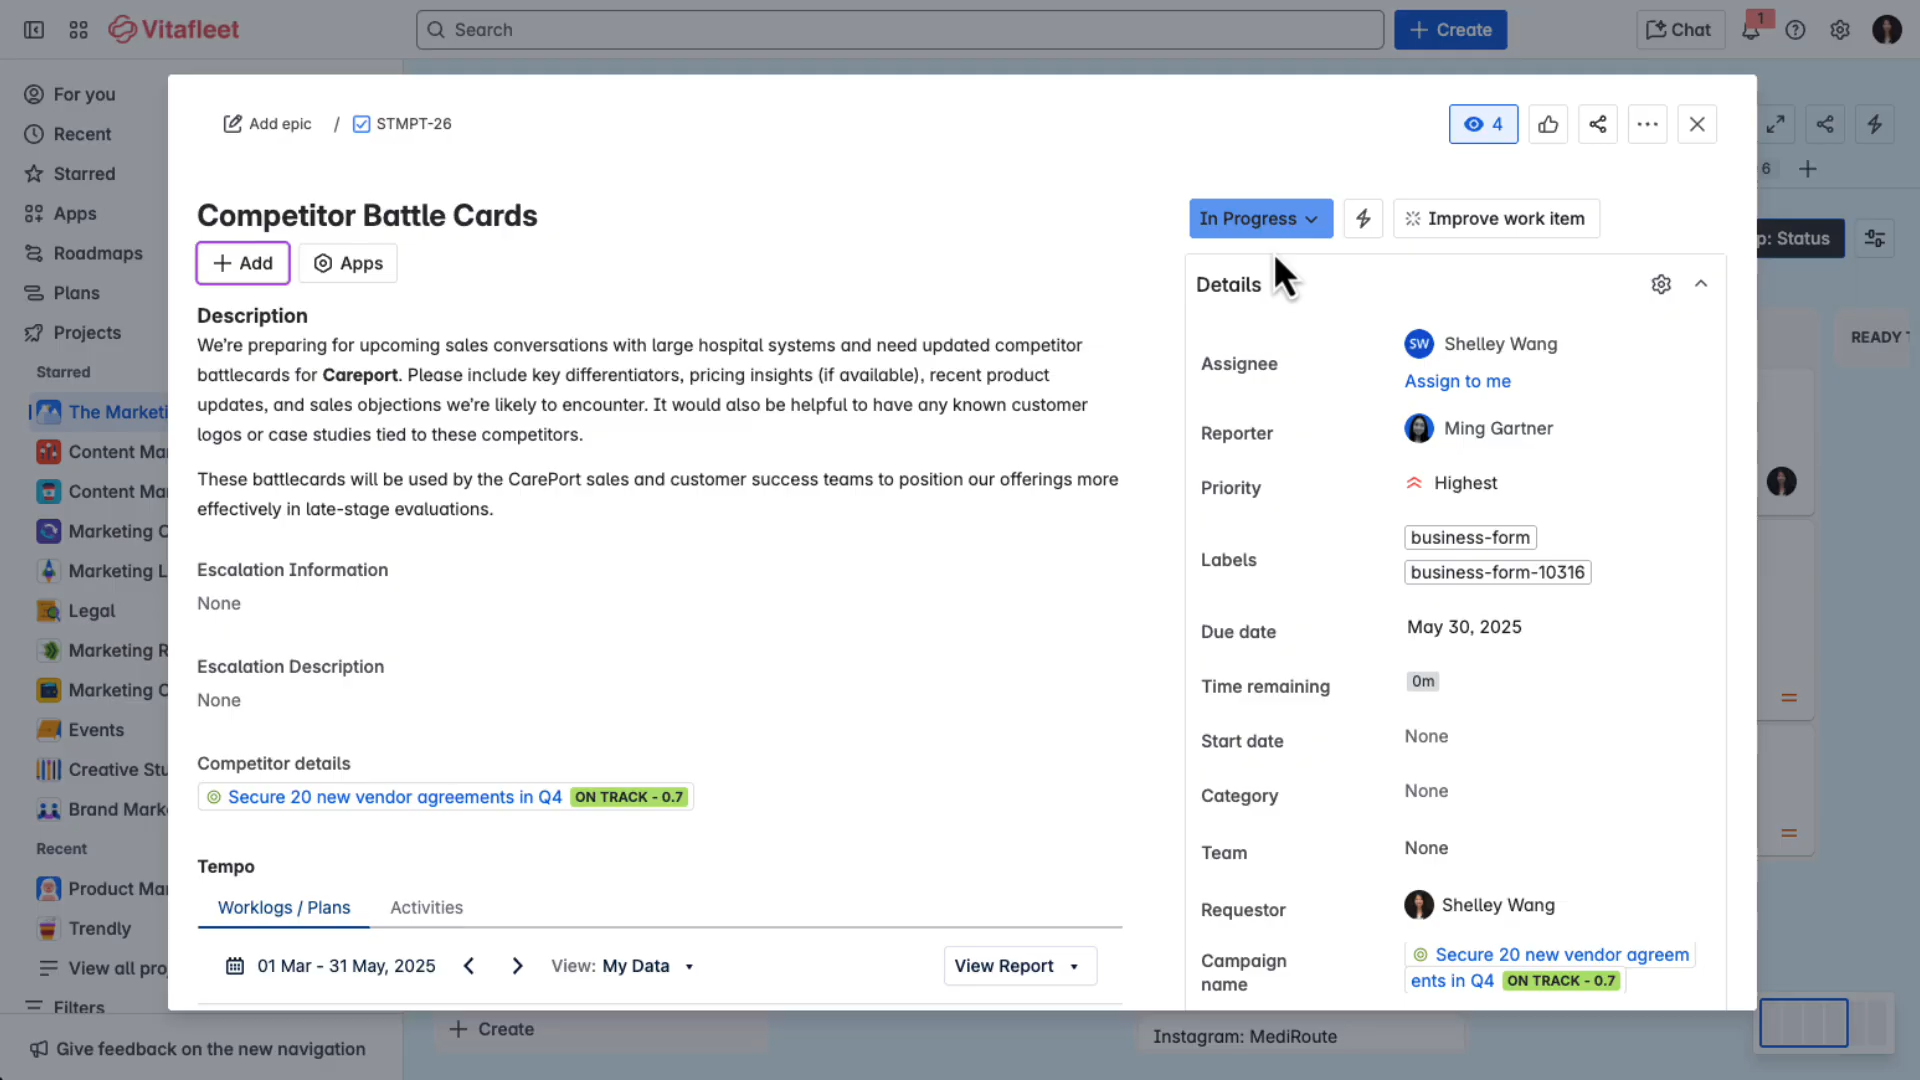 Vitafleet
Search
Create
Chat
1
For you
Recent
Starred
Apps
Roadmaps
Plans
Projects
Starred
The Marketi
Content Ma
Content Ma
Marketing C
Marketing L
Legal
Marketing R
Marketing C
Events
Creative Stu
Brand Mark
Recent
Product Ma
Trendly
View all pro
Filters
Give feedback on the new navigation
Add epic / STMPT-26
4
Competitor Battle Cards
Add
Apps
Description
We're preparing for upcoming sales conversations with large hospital systems and need updated competitor
battlecards for Careport. Please include key differentiators, pricing insights (if available), recent product
updates, and sales objections we're likely to encounter. It would also be helpful to have any known customer
logos or case studies tied to these competitors.
These battlecards will be used by the CarePort sales and customer success teams to position our offerings more
effectively in late-stage evaluations.
Escalation Information
None
Escalation Description
None
Competitor details
Secure 20 new vendor agreements in Q4 ON TRACK - 0.7
Tempo
Worklogs / Plans
Activities
01 Mar - 31 May, 2025
View: My Data
View Report
In Progress
Improve work item
Details
Assignee
SW Shelley Wang
Assign to me
Reporter
Ming Gartner
Priority
Highest
Labels
business-form
business-form-10316
Due date
May 30, 2025
Time remaining
0m
Start date
None
Category
None
Team
None
Requestor
Shelley Wang
Campaign
name
Secure 20 new vendor agreem
ents in Q4 ON TRACK - 0.7
6
p: Status
READY T
Create
Instagram: MediRoute